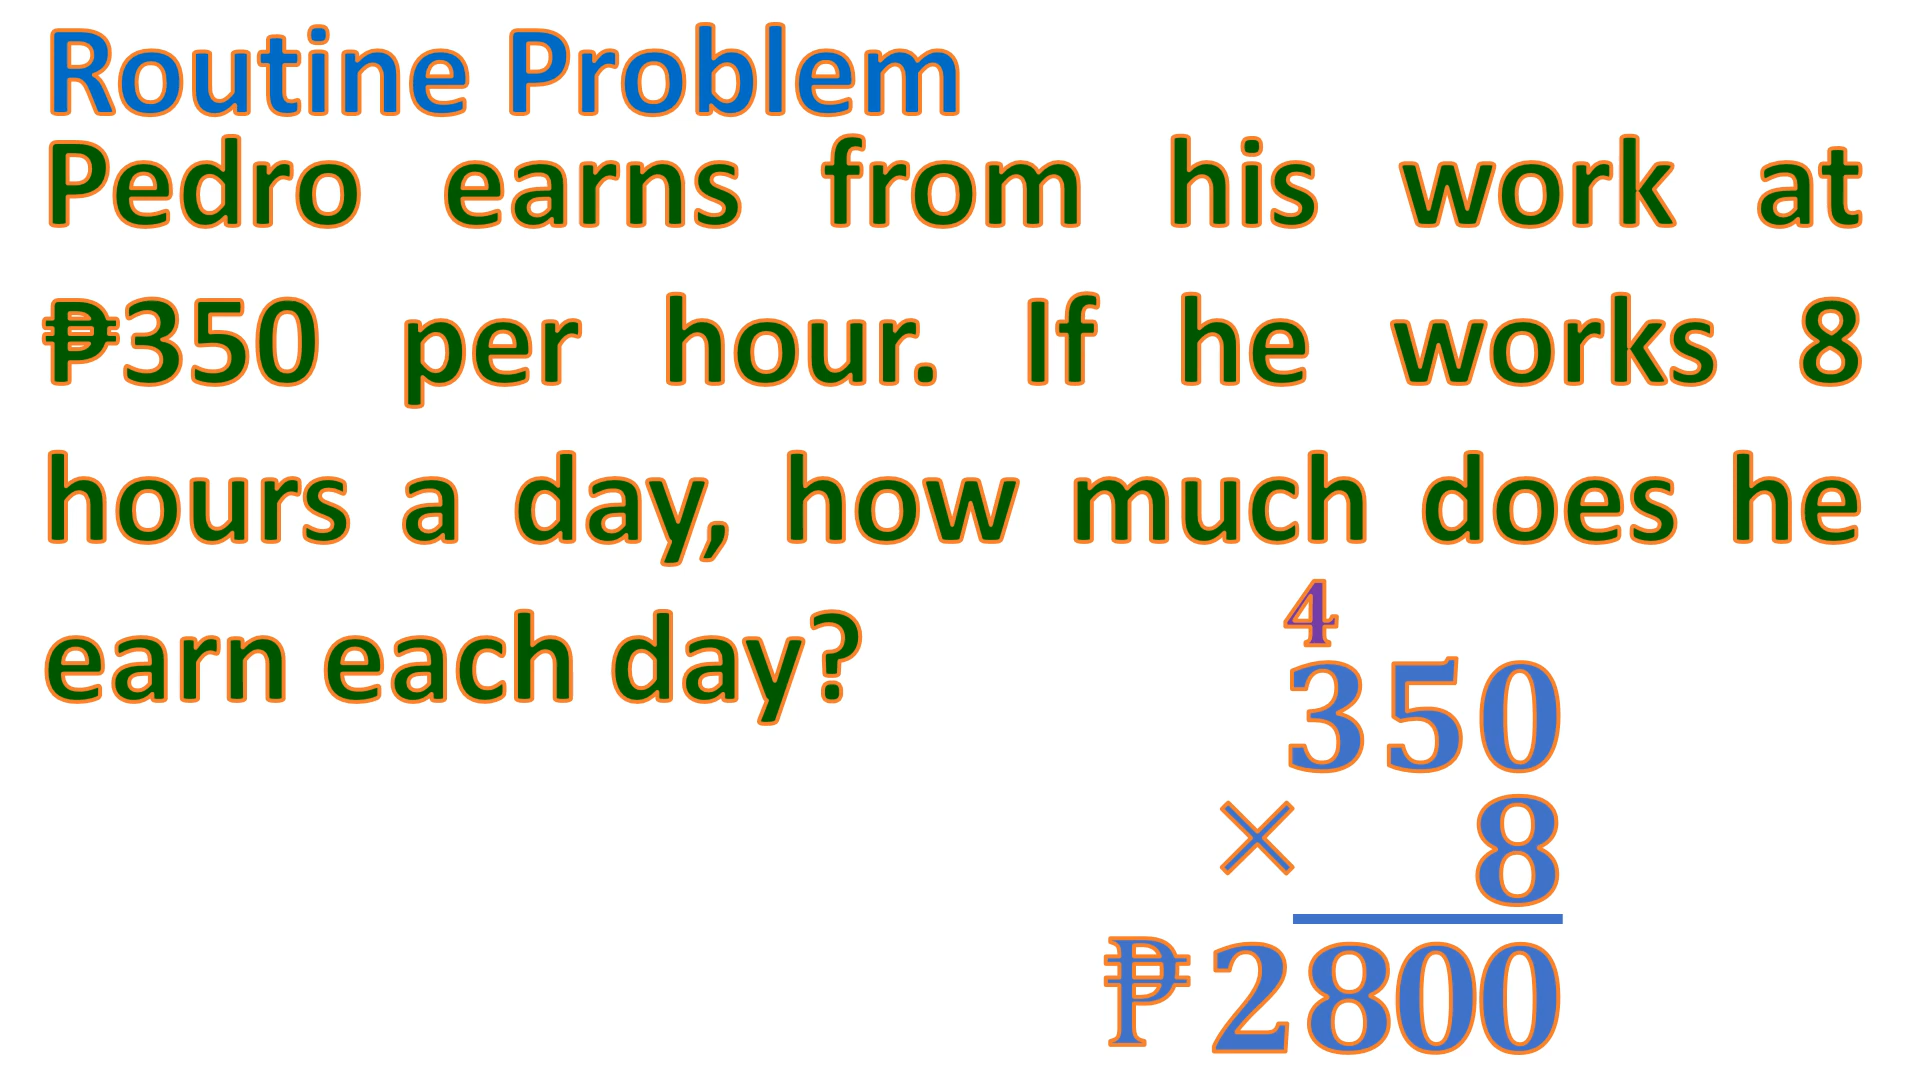 Routine Problem
Pedro earns from his work at
₱350 per hour. If he works 8
hours a day, how much does he
earn each day?
4
350
× 8
₱2800